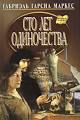 ГАБРИЭЛЬ ГАРСИА МАРКЕС
СТО ЛЕТ
ОДИНОЧЕСТВА